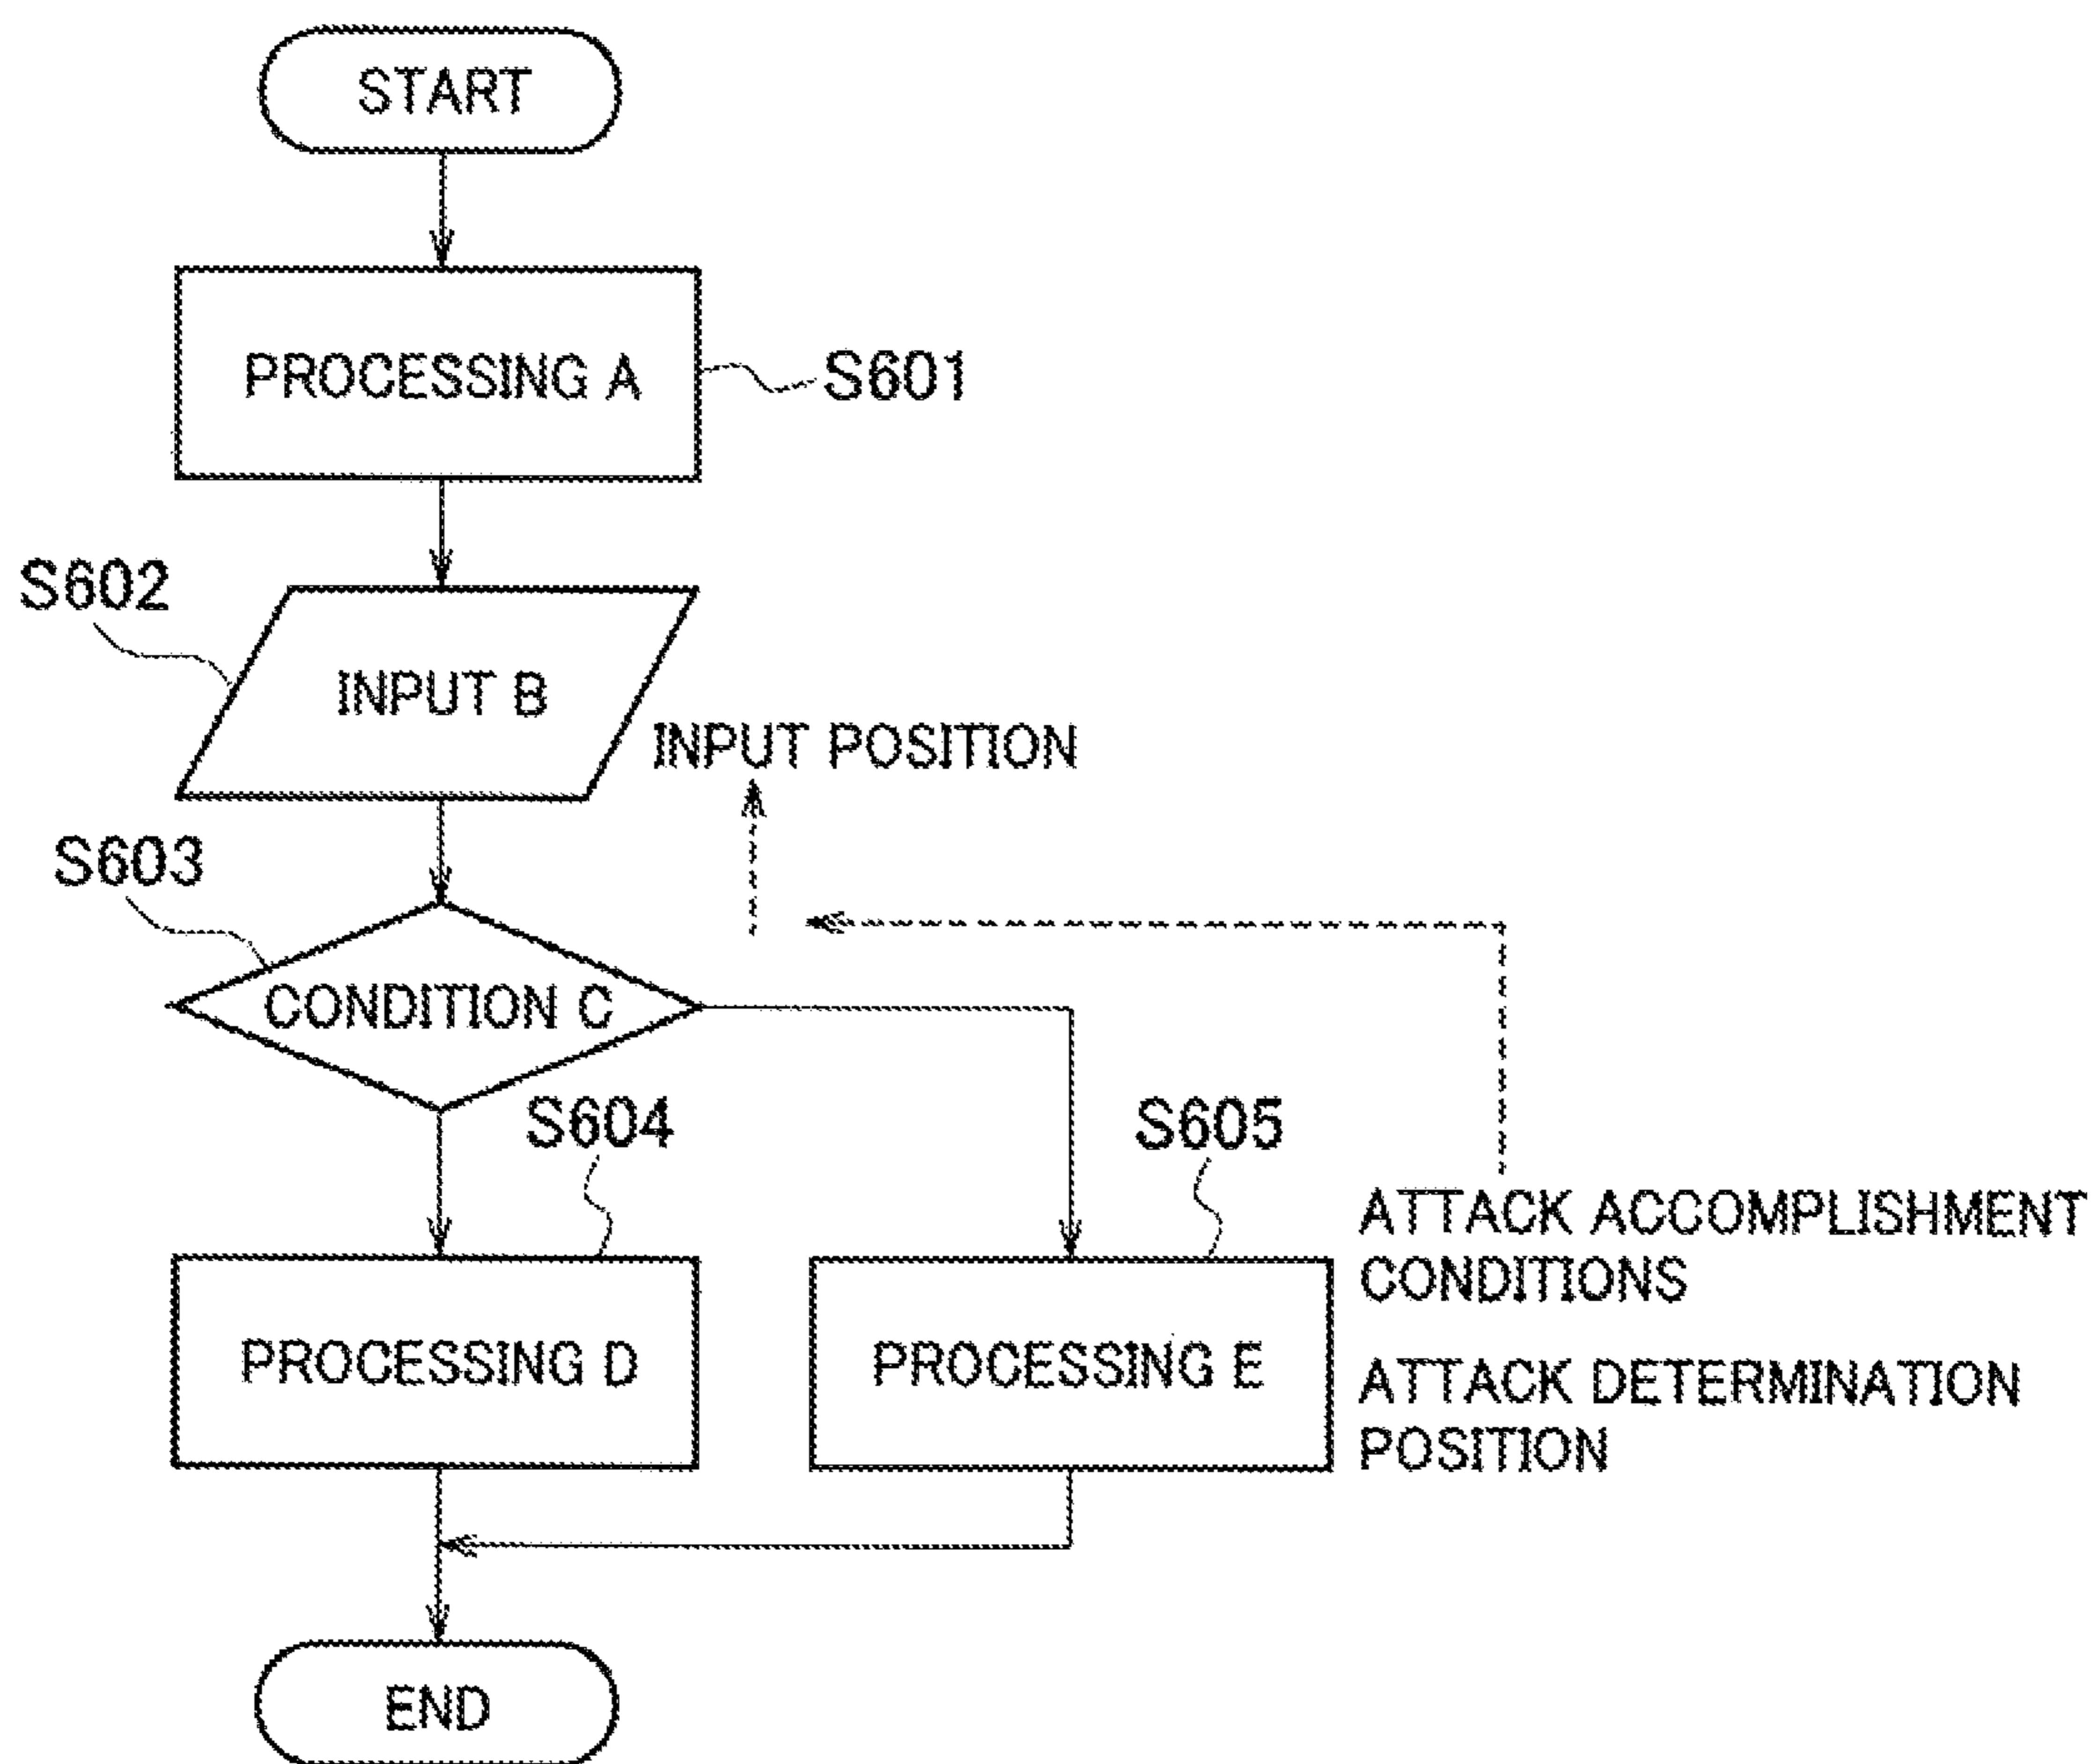 START
PROCESSING A
S601
S602
INPUT B
INPUT POSITION
S603
CONDITION C
S604
S605
ATTACK ACCOMPLISHMENT
CONDITIONS
PROCESSING D
PROCESSING E
ATTACK DETERMINATION
POSITION
END